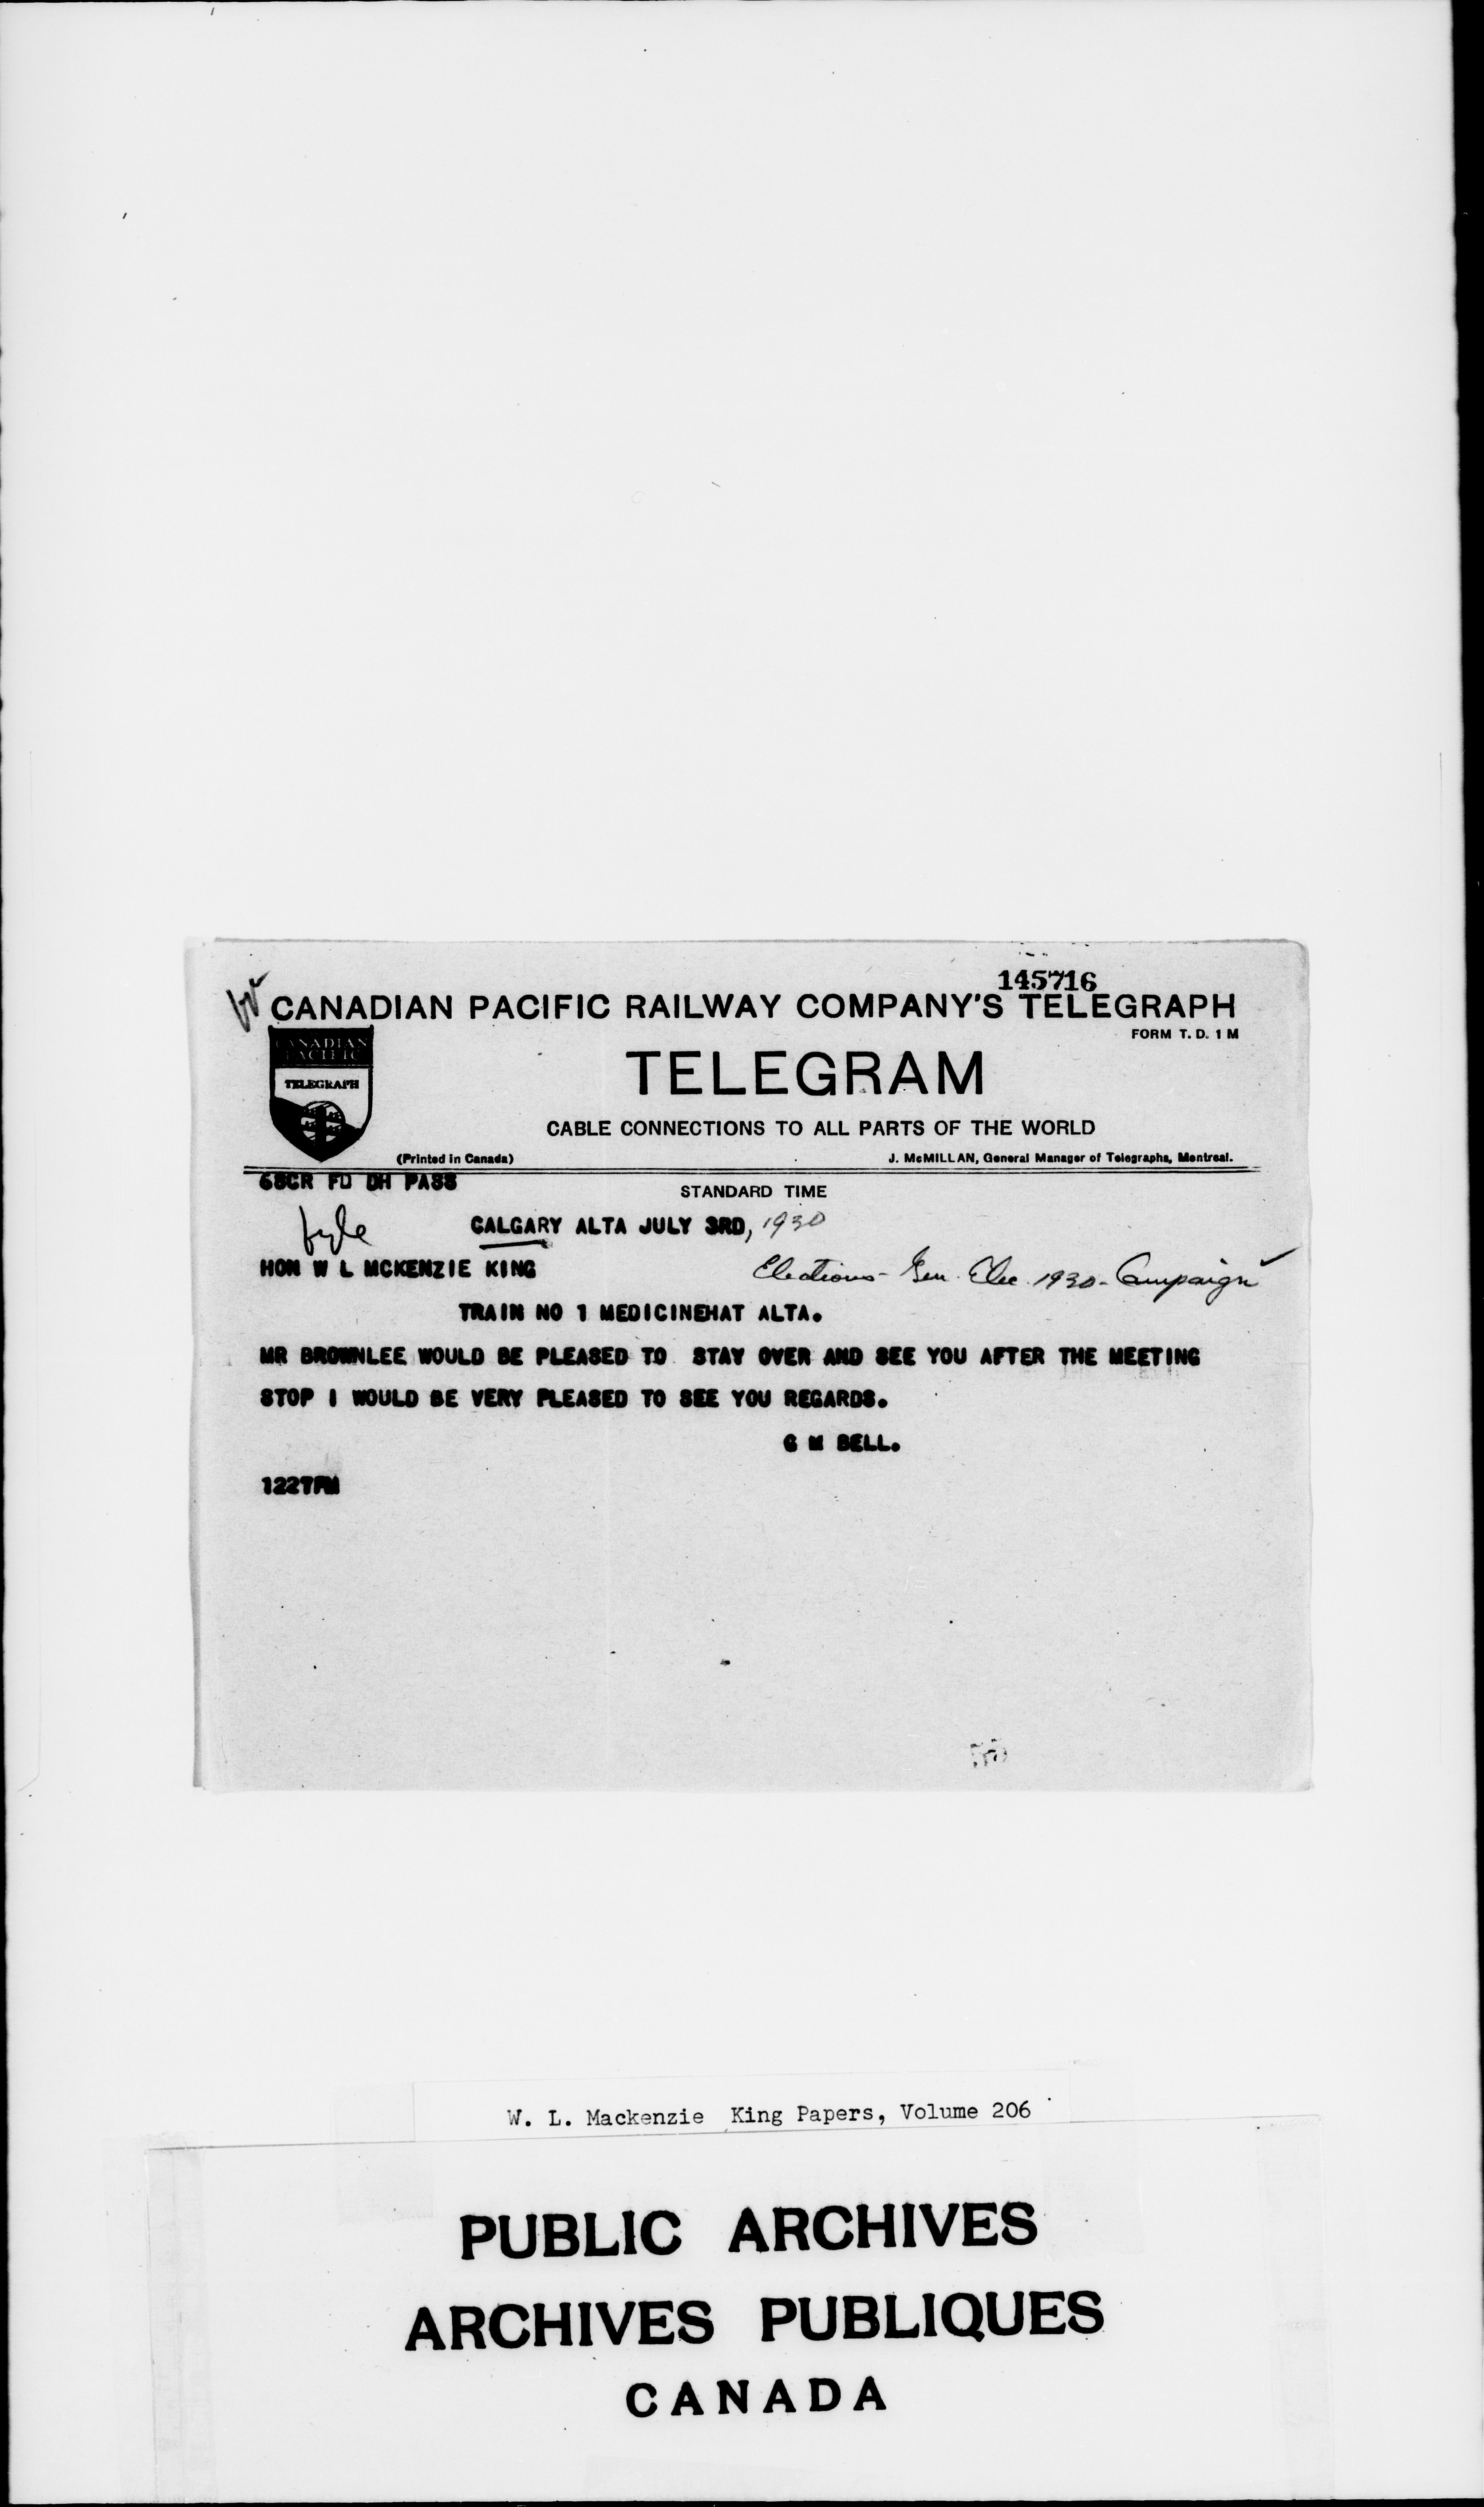 145716
CANADIAN PACIFIC RAILWAY COMPANY'S TELEGRAPH
FORM T. D. 1 M
CANADIAN
PACIFIC
TELEGRAPH
TELEGRAM
CABLE CONNECTIONS TO ALL PARTS OF THE WORLD
(Printed in Canada)
J. McMILLAN, General Manager of Telegraphs, Montreal.
68CR FD DH PASS
STANDARD TIME
CALGARY ALTA JULY 3RD, 1930
HON W L MCKENZIE KING
Elections - Gen. Elec. 1930 - Campaign
TRAIN NO 1 MEDICINEHAT ALTA.
MR BROWNLEE WOULD BE PLEASED TO STAY OVER AND SEE YOU AFTER THE MEETING
STOP I WOULD BE VERY PLEASED TO SEE YOU REGARDS.
G M BELL.
1227PM
W. L. Mackenzie King Papers, Volume 206
PUBLIC ARCHIVES
ARCHIVES PUBLIQUES
CANADA